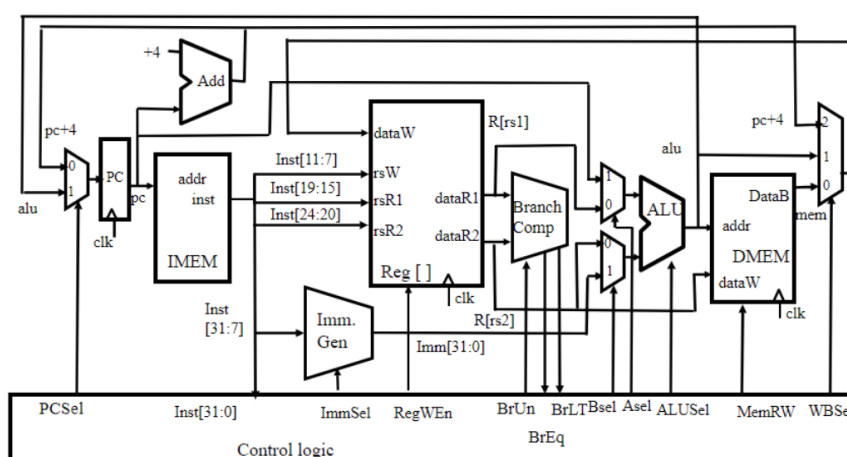 +4
Add
pc+4
0
1
alu
PC
pc
clk
addr
inst
IMEM
Inst[11:7]
Inst[19:15]
Inst[24:20]
dataW
rsW
rsR1
rsR2
dataR1
dataR2
Reg [ ]
clk
R[rs1]
R[rs2]
Branch
Comp
1
0
0
1
ALU
alu
pc+4
2
1
0
DataB
mem
addr
DMEM
dataW
clk
Inst
[31:7]
Imm.
Gen
Imm[31:0]
PCSel
Inst[31:0]
ImmSel
RegWEn
BrUn
BrEq
BrLT
Bsel
Asel
ALUSel
MemRW
WBSe
Control logic